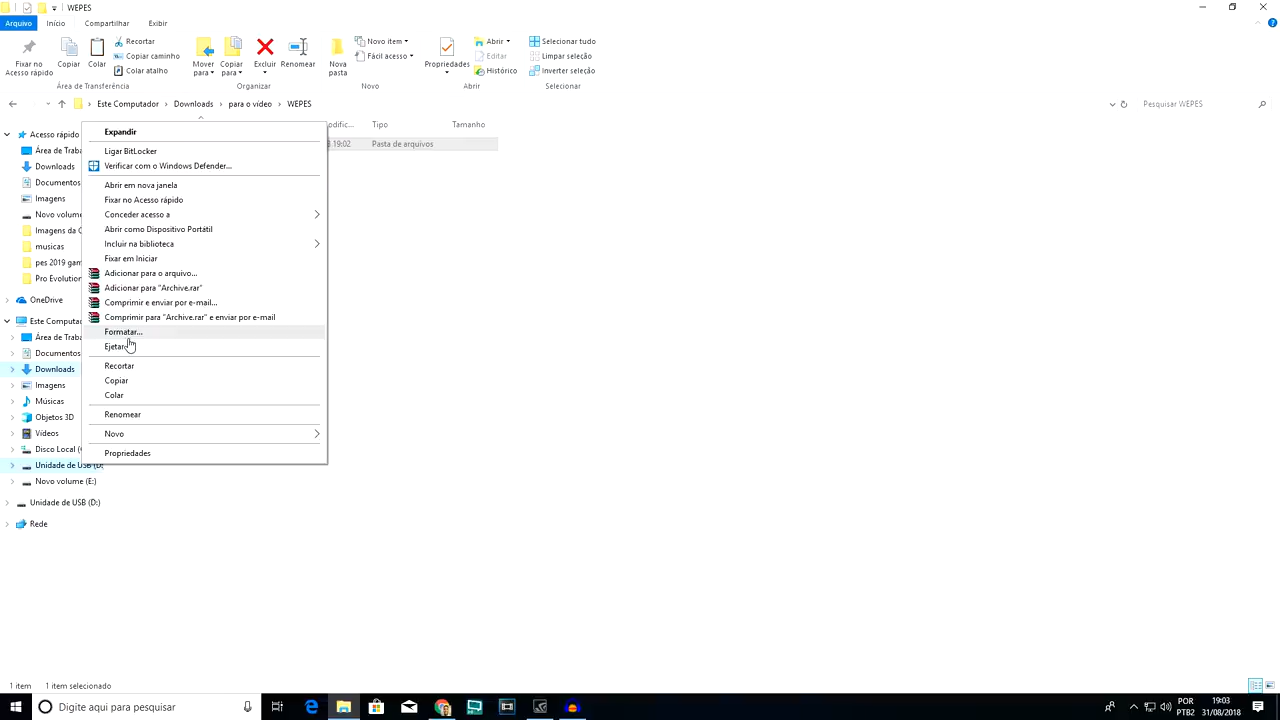 WEPES
Arquivo Início Compartilhar Exibir
Fixar no Acesso rápido
Copiar
Colar
Recortar
Copiar caminho
Colar atalho
Mover para
Copiar para
Excluir
Renomear
Nova pasta
Novo item
Fácil acesso
Propriedades
Abrir
Editar
Histórico
Selecionar tudo
Limpar seleção
Inverter seleção
Área de Transferência Organizar Novo Abrir Selecionar
Este Computador Downloads para o vídeo WEPES
Pesquisar WEPES
Tipo Tamanho
19:02 Pasta de arquivos
Acesso rápido
Área de Traba
Downloads
Documentos
Imagens
Novo volume
Imagens da C
musicas
pes 2019 gam
Pro Evolution
OneDrive
Este Computad
Área de Traba
Documentos
Downloads
Imagens
Músicas
Objetos 3D
Vídeos
Disco Local (
Unidade de USB (D:
Novo volume (E:)
Unidade de USB (D:)
Rede
Expandir
Ligar BitLocker
Verificar com o Windows Defender...
Abrir em nova janela
Fixar no Acesso rápido
Conceder acesso a
Abrir como Dispositivo Portátil
Incluir na biblioteca
Fixar em Iniciar
Adicionar para o arquivo...
Adicionar para "Archive.rar"
Comprimir e enviar por e-mail...
Comprimir para "Archive.rar" e enviar por e-mail
Formatar...
Ejetar
Recortar
Copiar
Colar
Renomear
Novo
Propriedades
1 item 1 item selecionado
Digite aqui para pesquisar
POR
PTB2
19:03
31/08/2018